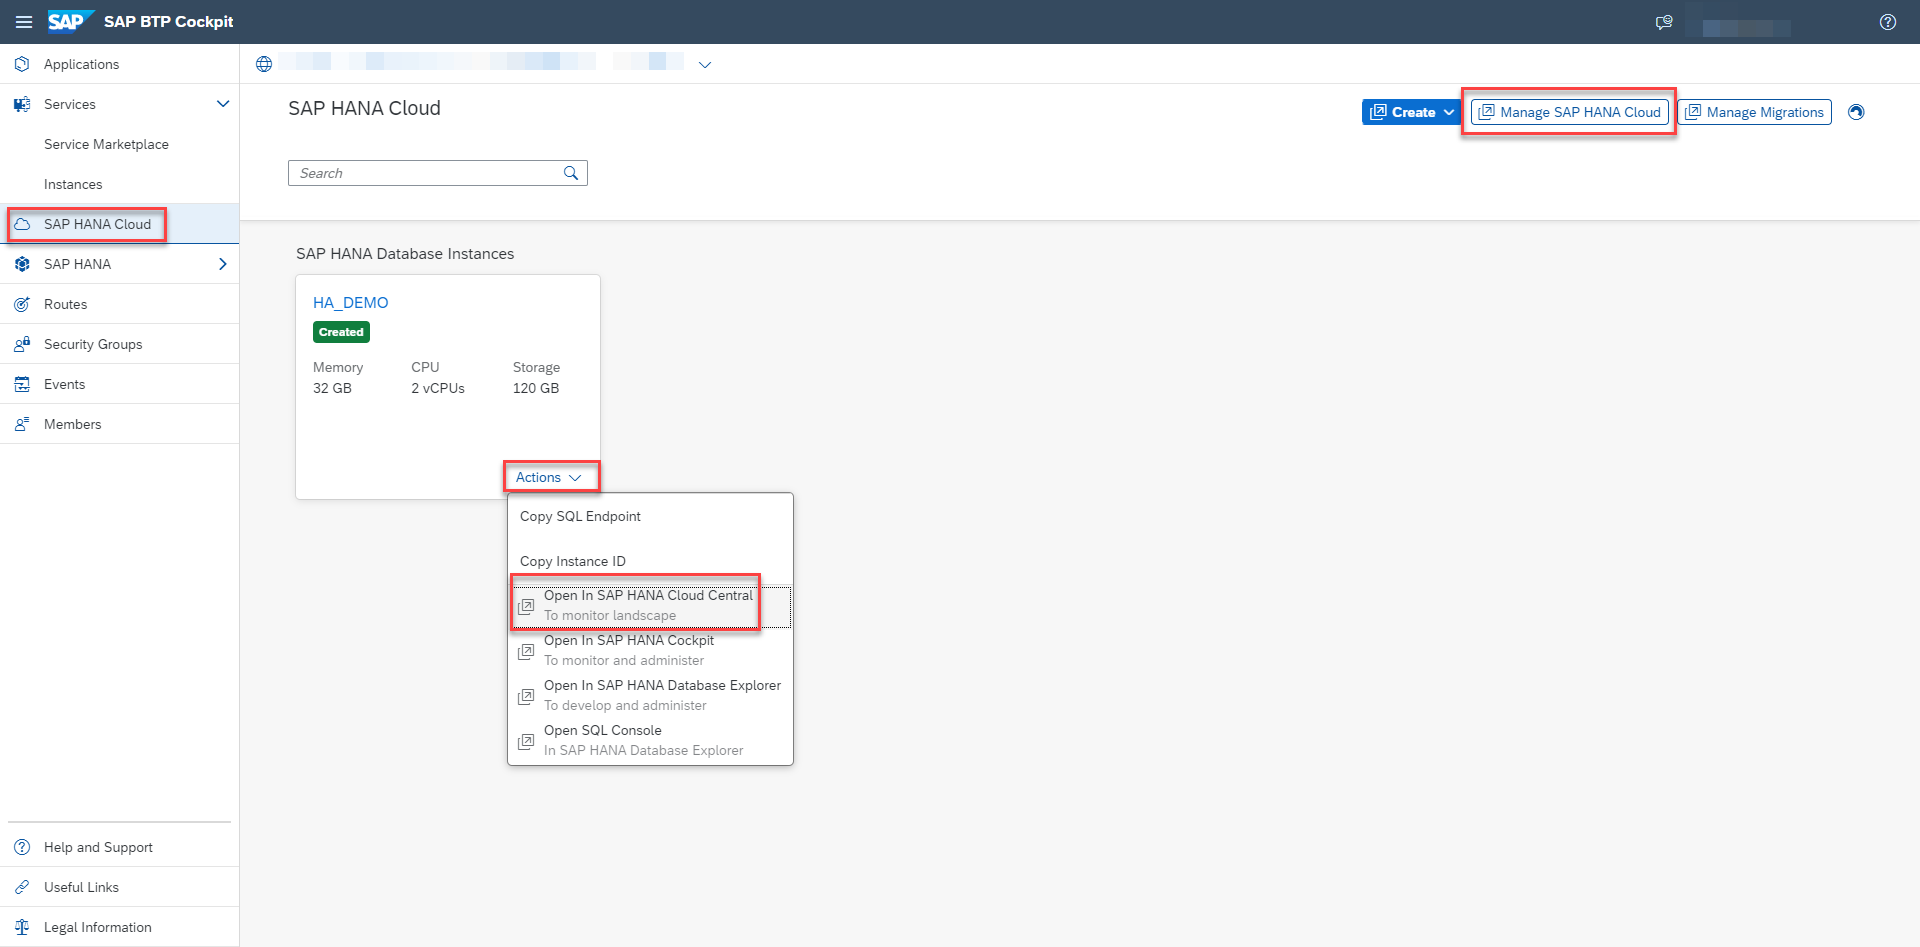 SAP SAP BTP Cockpit
Applications
Services
Service Marketplace
Instances
SAP HANA Cloud
SAP HANA
Routes
Security Groups
Events
Members
Help and Support
Useful Links
Legal Information
SAP HANA Cloud
Create
Manage SAP HANA Cloud
Manage Migrations
Search
SAP HANA Database Instances
HA_DEMO
Created
Memory CPU Storage
32 GB 2 vCPUs 120 GB
Actions
Copy SQL Endpoint
Copy Instance ID
Open In SAP HANA Cloud Central
To monitor landscape
Open In SAP HANA Cockpit
To monitor and administer
Open In SAP HANA Database Explorer
To develop and administer
Open SQL Console
In SAP HANA Database Explorer